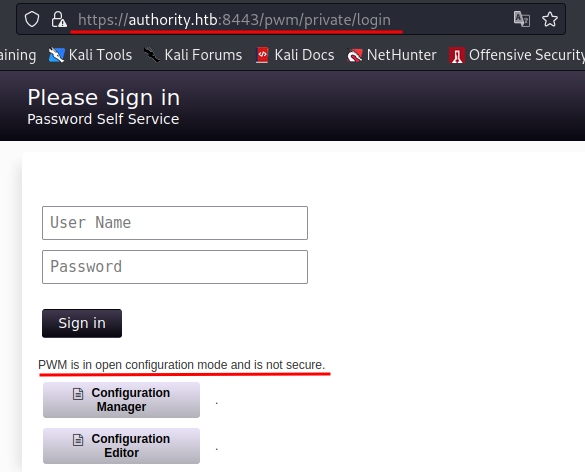 https://authority.htb:8443/pwm/private/login
aining Kali Tools Kali Forums Kali Docs NetHunter Offensive Security
Please Sign in
Password Self Service
User Name
Password
Sign in
PWM is in open configuration mode and is not secure.
Configuration
Manager
.
Configuration
Editor
.